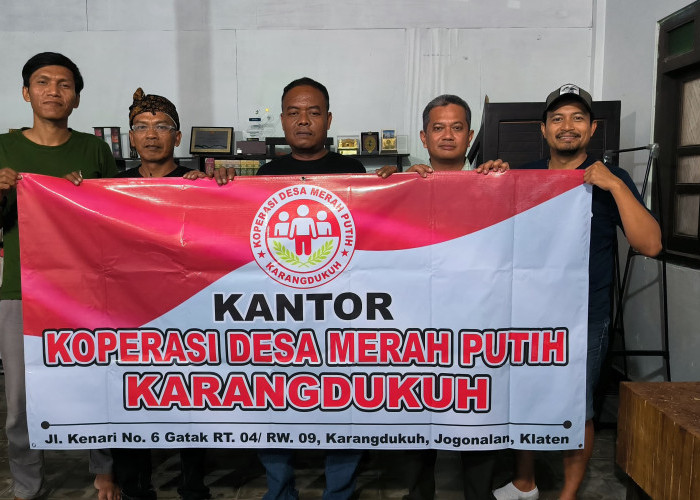 KOPERASI DESA MERAH PUTIH
KARANGDUKUH
KANTOR
KOPERASI DESA MERAH PUTIH
KARANGDUKUH
Jl. Kenari No. 6 Gatak RT. 04/ RW. 09, Karangdukuh, Jogonalan, Klaten